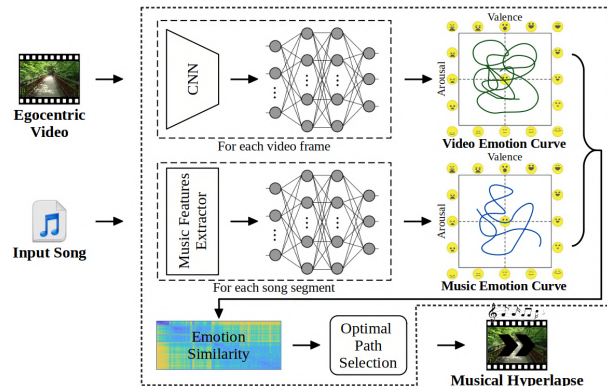 Egocentric
Video
CNN
For each video frame
Valence
Arousal
Video Emotion Curve
Input Song
Music Features
Extractor
For each song segment
Valence
Arousal
Music Emotion Curve
Emotion
Similarity
Optimal
Path
Selection
Musical Hyperlapse